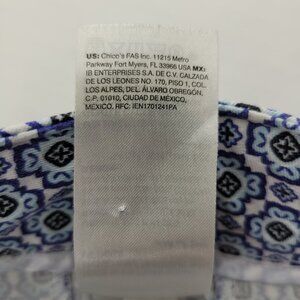 US: Chico's FAS Inc. 11215 Metro
Parkway Fort Myers, FL 33966 USA MX:
IB ENTERPRISES S.A. DE C.V. CALZADA
DE LOS LEONES NO. 170, PISO 1, COL.
LOS ALPES, DEL. ÁLVARO OBREGÓN,
C.P. 01010, CIUDAD DE MÉXICO,
MÉXICO. RFC: IEN1701241PA